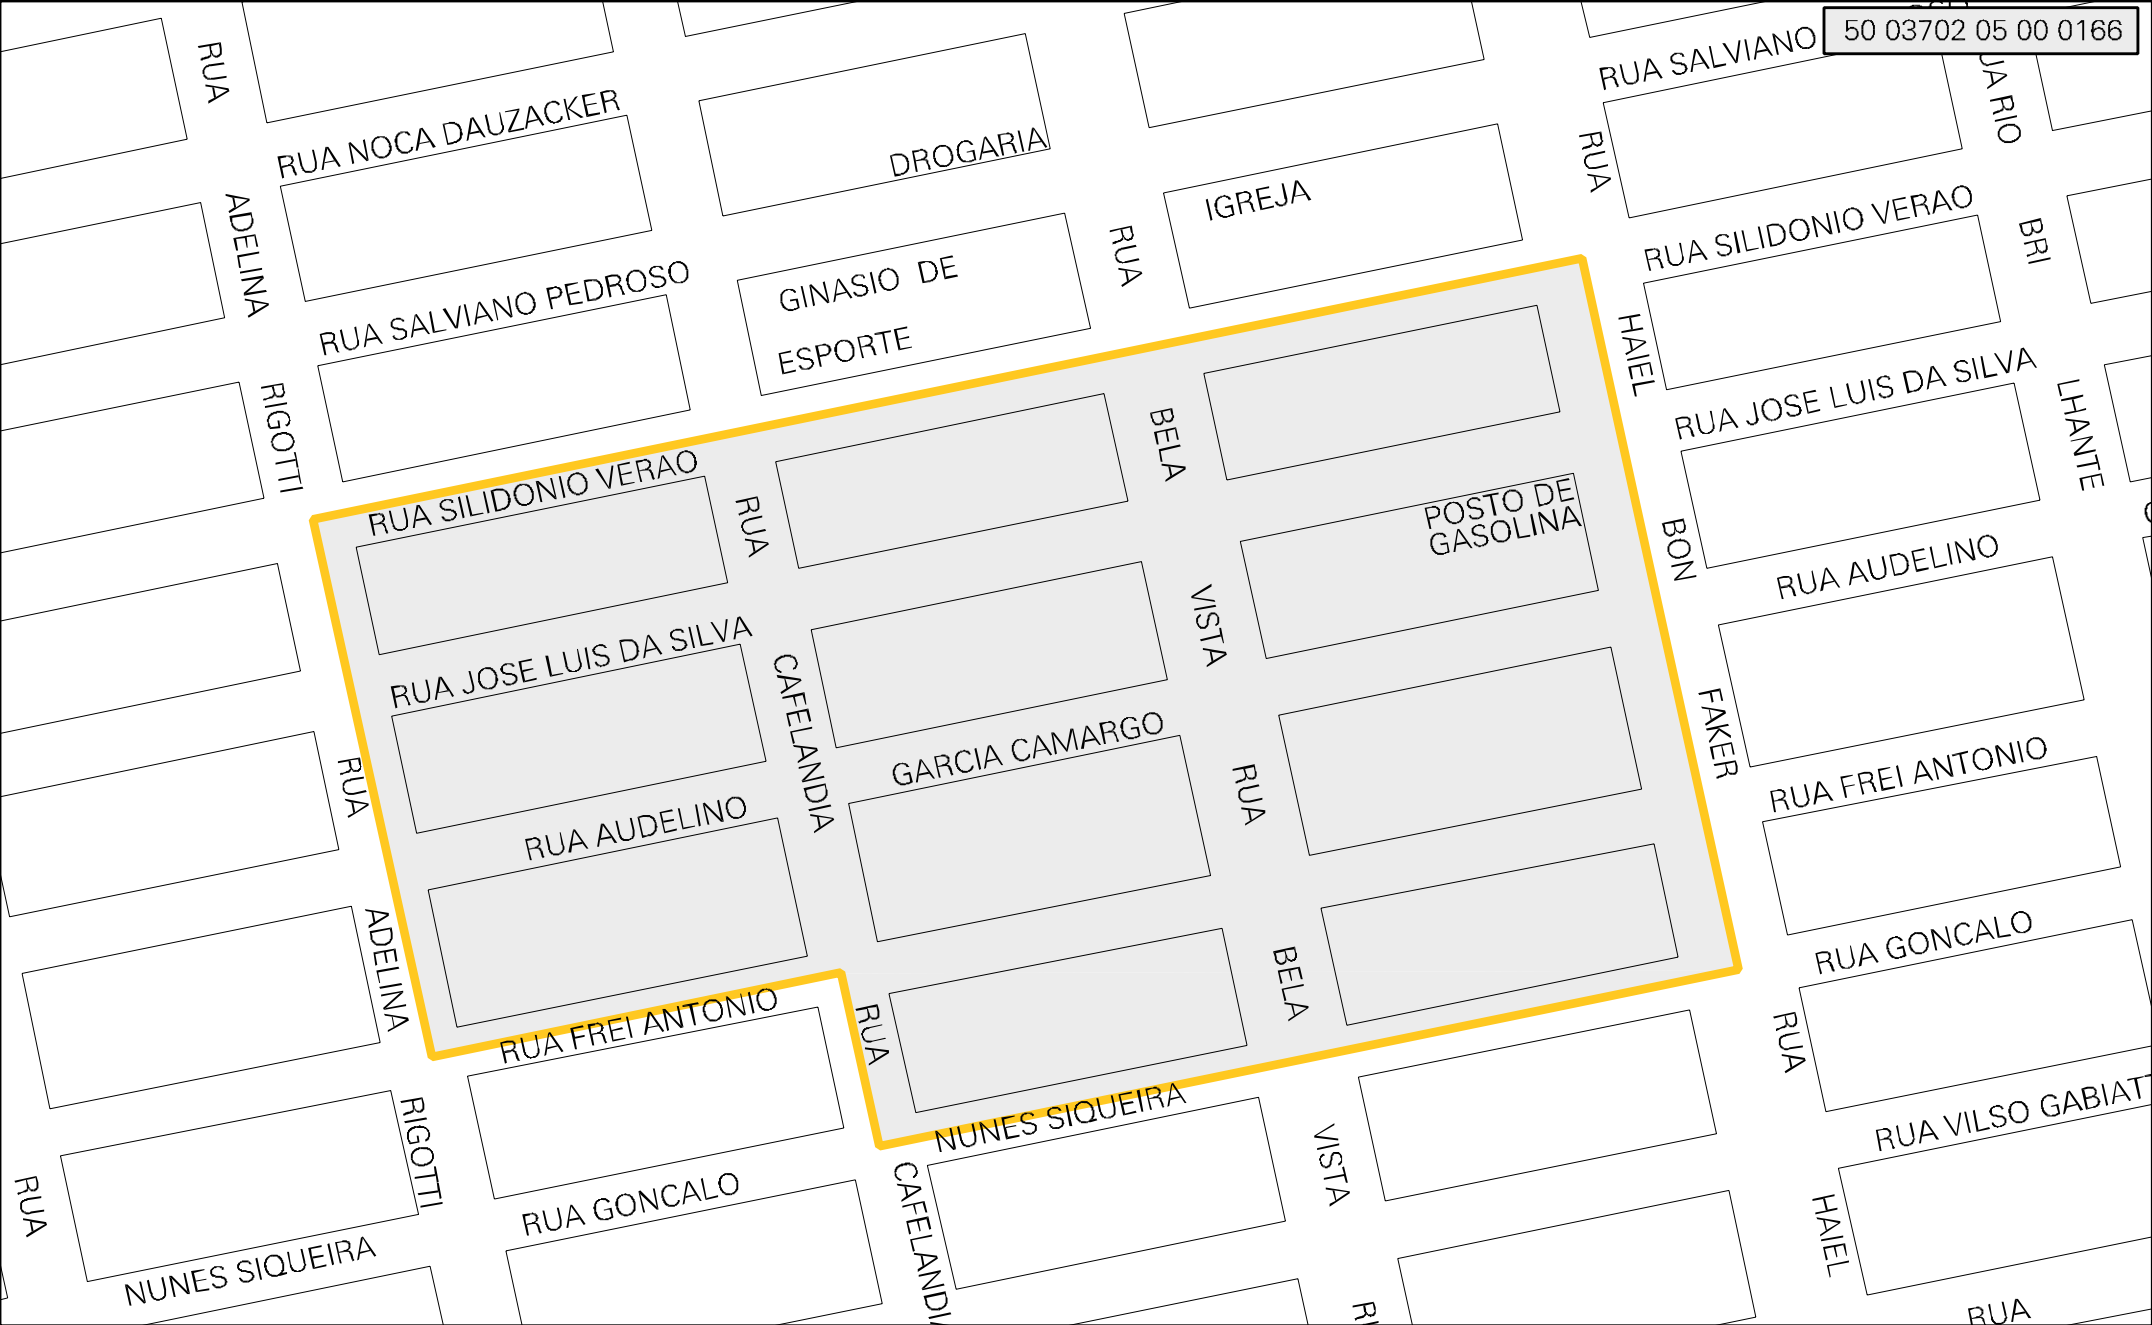 50 03702 05 00 0166
RUA SALVIANO
RUA
RUA NOCA DAUZACKER
DROGARIA
UA RIO
RUA
IGREJA
ADELINA
RUA SILIDONIO VERAO
BRI
RUA
RUA SALVIANO PEDROSO
GINASIO DE
ESPORTE
HAIEL
RUA JOSE LUIS DA SILVA
LHANTE
RIGOTTI
RUA SILIDONIO VERAO
BELA
RUA
POSTO DE
GASOLINA
BON
RUA AUDELINO
VISTA
RUA JOSE LUIS DA SILVA
CAFELANDIA
GARCIA CAMARGO
FAKER
RUA FREI ANTONIO
RUA
RUA
RUA AUDELINO
ADELINA
RUA GONCALO
BELA
RUA FREI ANTONIO
RUA
RUA
NUNES SIQUEIRA
RUA VILSO GABIAT
RIGOTTI
VISTA
RUA
RUA GONCALO
CAFELANDI
HAIEL
NUNES SIQUEIRA
RUA